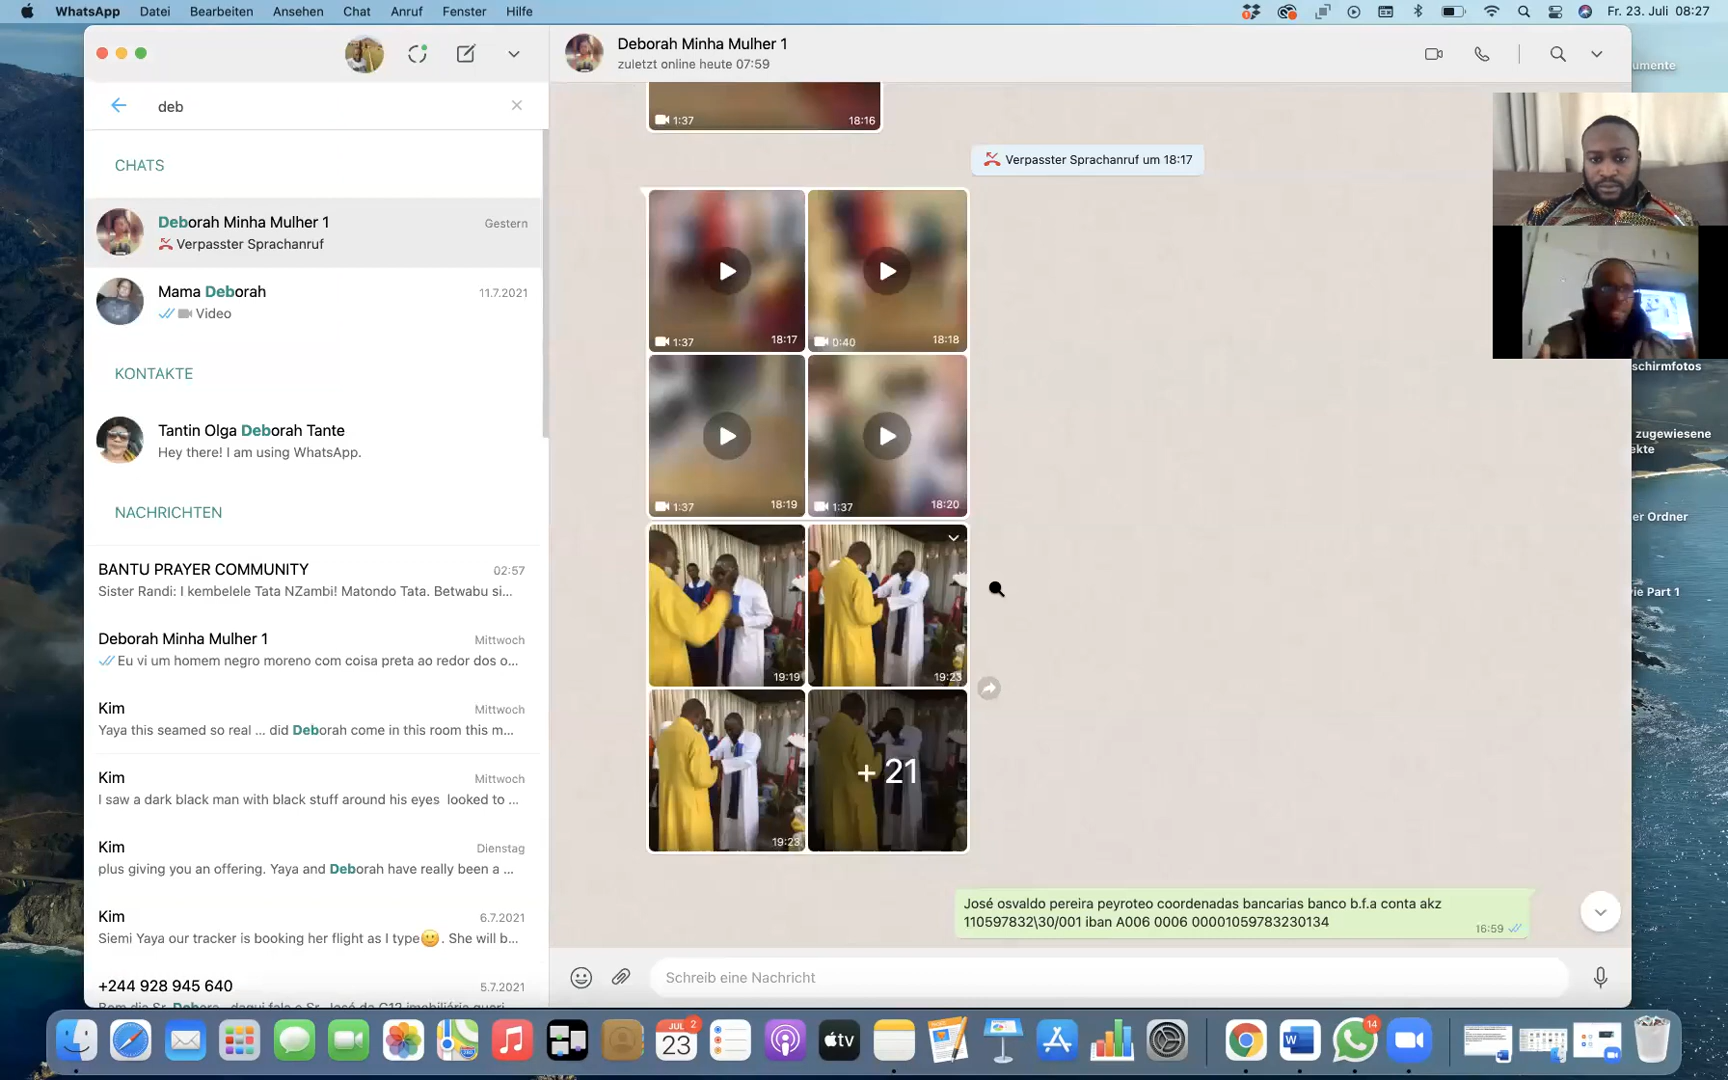 WhatsApp Datei Bearbeiten Ansehen Chat Anruf Fenster Hilfe
Fr. 23. Juli 08:27
deb
CHATS
Deborah Minha Mulher 1
Gestern
Verpasster Sprachanruf
Mama Deborah
11.7.2021
Video
KONTAKTE
Tantin Olga Deborah Tante
Hey there! I am using WhatsApp.
NACHRICHTEN
BANTU PRAYER COMMUNITY
02:57
Sister Randi: I kembelele Tata NZambi! Matondo Tata. Betwabu si...
Deborah Minha Mulher 1
Mittwoch
Eu vi um homem negro moreno com coisa preta ao redor dos o...
Kim
Mittwoch
Yaya this seamed so real ... did Deborah come in this room this m...
Kim
Mittwoch
I saw a dark black man with black stuff around his eyes looked to ...
Kim
Dienstag
plus giving you an offering. Yaya and Deborah have really been a ...
Kim
6.7.2021
Siemi Yaya our tracker is booking her flight as I type🙂. She will b...
+244 928 945 640
5.7.2021
Deborah Minha Mulher 1
zuletzt online heute 07:59
1:37 18:16
Verpasster Sprachanruf um 18:17
1:37 18:17
0:40 18:18
1:37 18:19
1:37 18:20
19:19
19:23
19:23
+ 21
José osvaldo pereira peyroteo coordenadas bancarias banco b.f.a conta akz
110597832\30/001 iban A006 0006 00001059783230134
16:59
Schreib eine Nachricht
umente
schirmfotos
zugewiesene
ekte
er Ordner
vie Part 1
JUL 2
23
tv
14